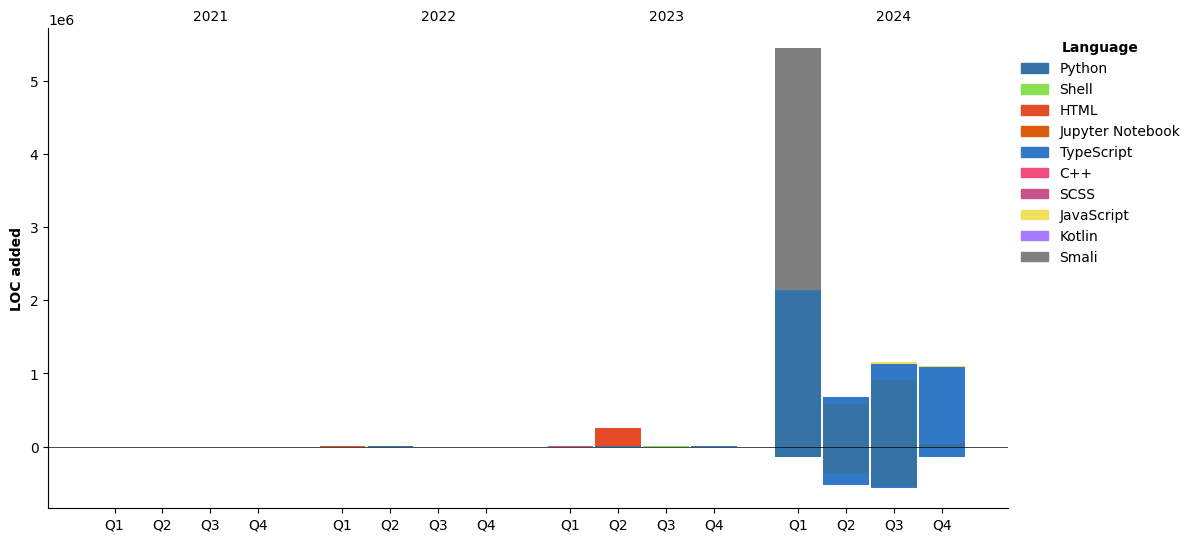 1e6
2021 2022 2023 2024
5
4
3
2
1
0
LOC added
Q1 Q2 Q3 Q4 Q1 Q2 Q3 Q4 Q1 Q2 Q3 Q4 Q1 Q2 Q3 Q4
Language
Python
Shell
HTML
Jupyter Notebook
TypeScript
C++
SCSS
JavaScript
Kotlin
Smali